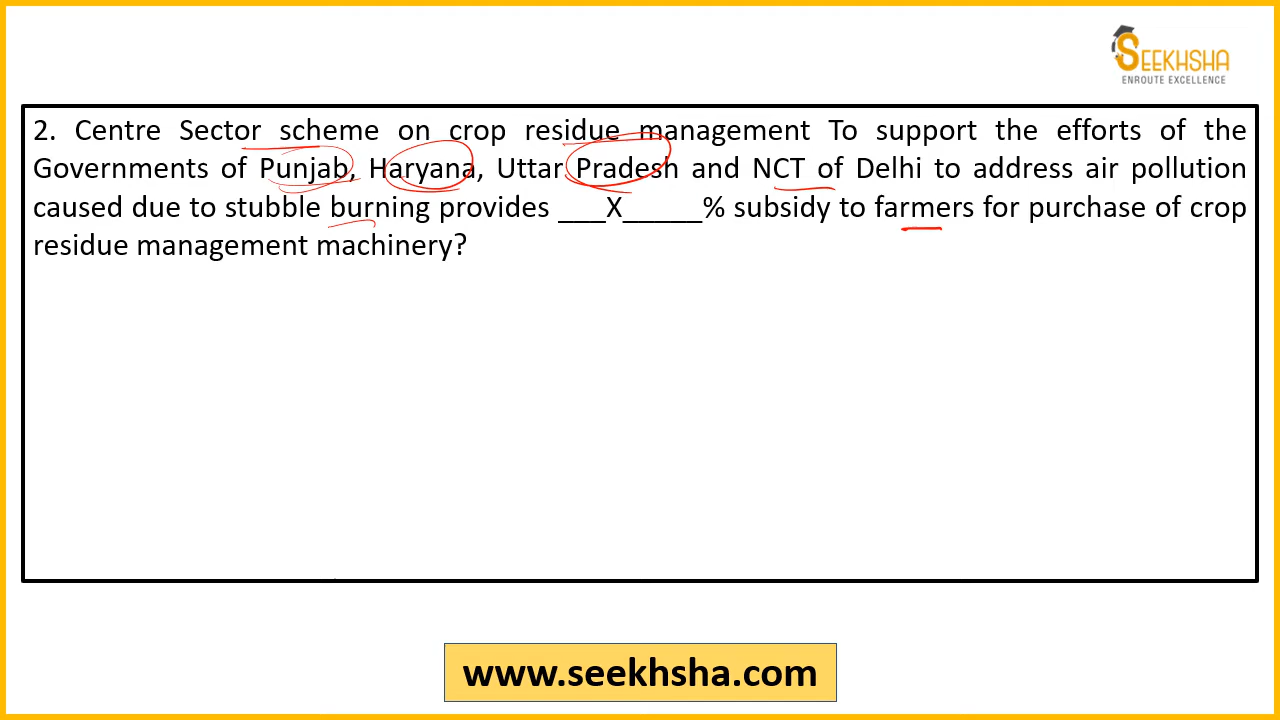 SEEKHSHA
ENROUTE EXCELLENCE
2. Centre Sector scheme on crop residue management To support the efforts of the
Governments of Punjab, Haryana, Uttar Pradesh and NCT of Delhi to address air pollution
caused due to stubble burning provides ___X_____% subsidy to farmers for purchase of crop
residue management machinery?
www.seekhsha.com